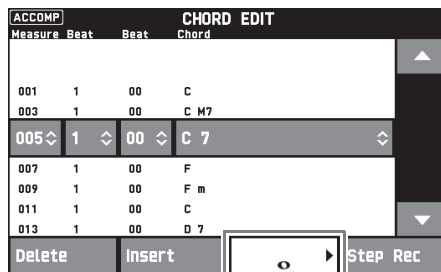 ACCOMP CHORD EDIT
Measure Beat Beat Chord
001 1 00 C
003 1 00 C M7
005 1 00 C 7
007 1 00 F
009 1 00 F m
011 1 00 C
013 1 00 D 7
Delete Insert Step Rec